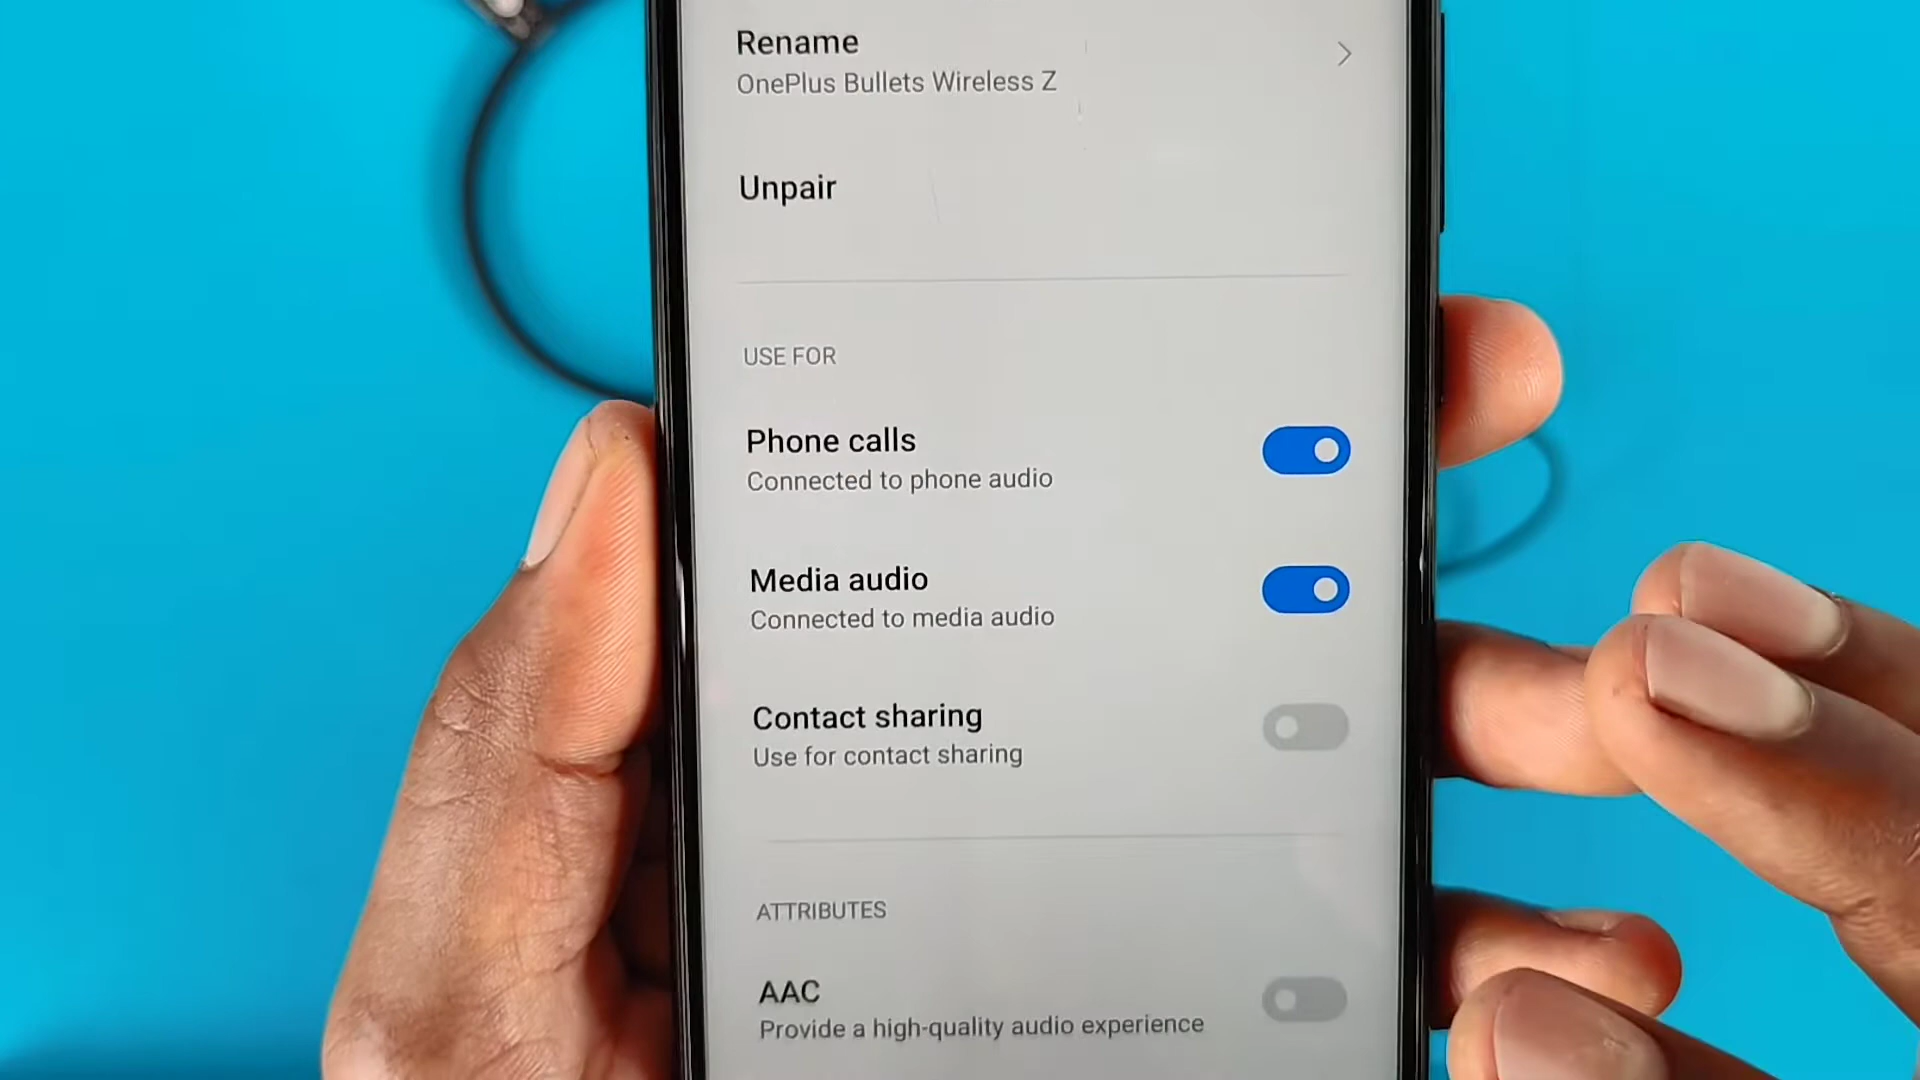 Rename
OnePlus Bullets Wireless Z
Unpair
USE FOR
Phone calls
Connected to phone audio
Media audio
Connected to media audio
Contact sharing
Use for contact sharing
ATTRIBUTES
AAC
Provide a high-quality audio experience